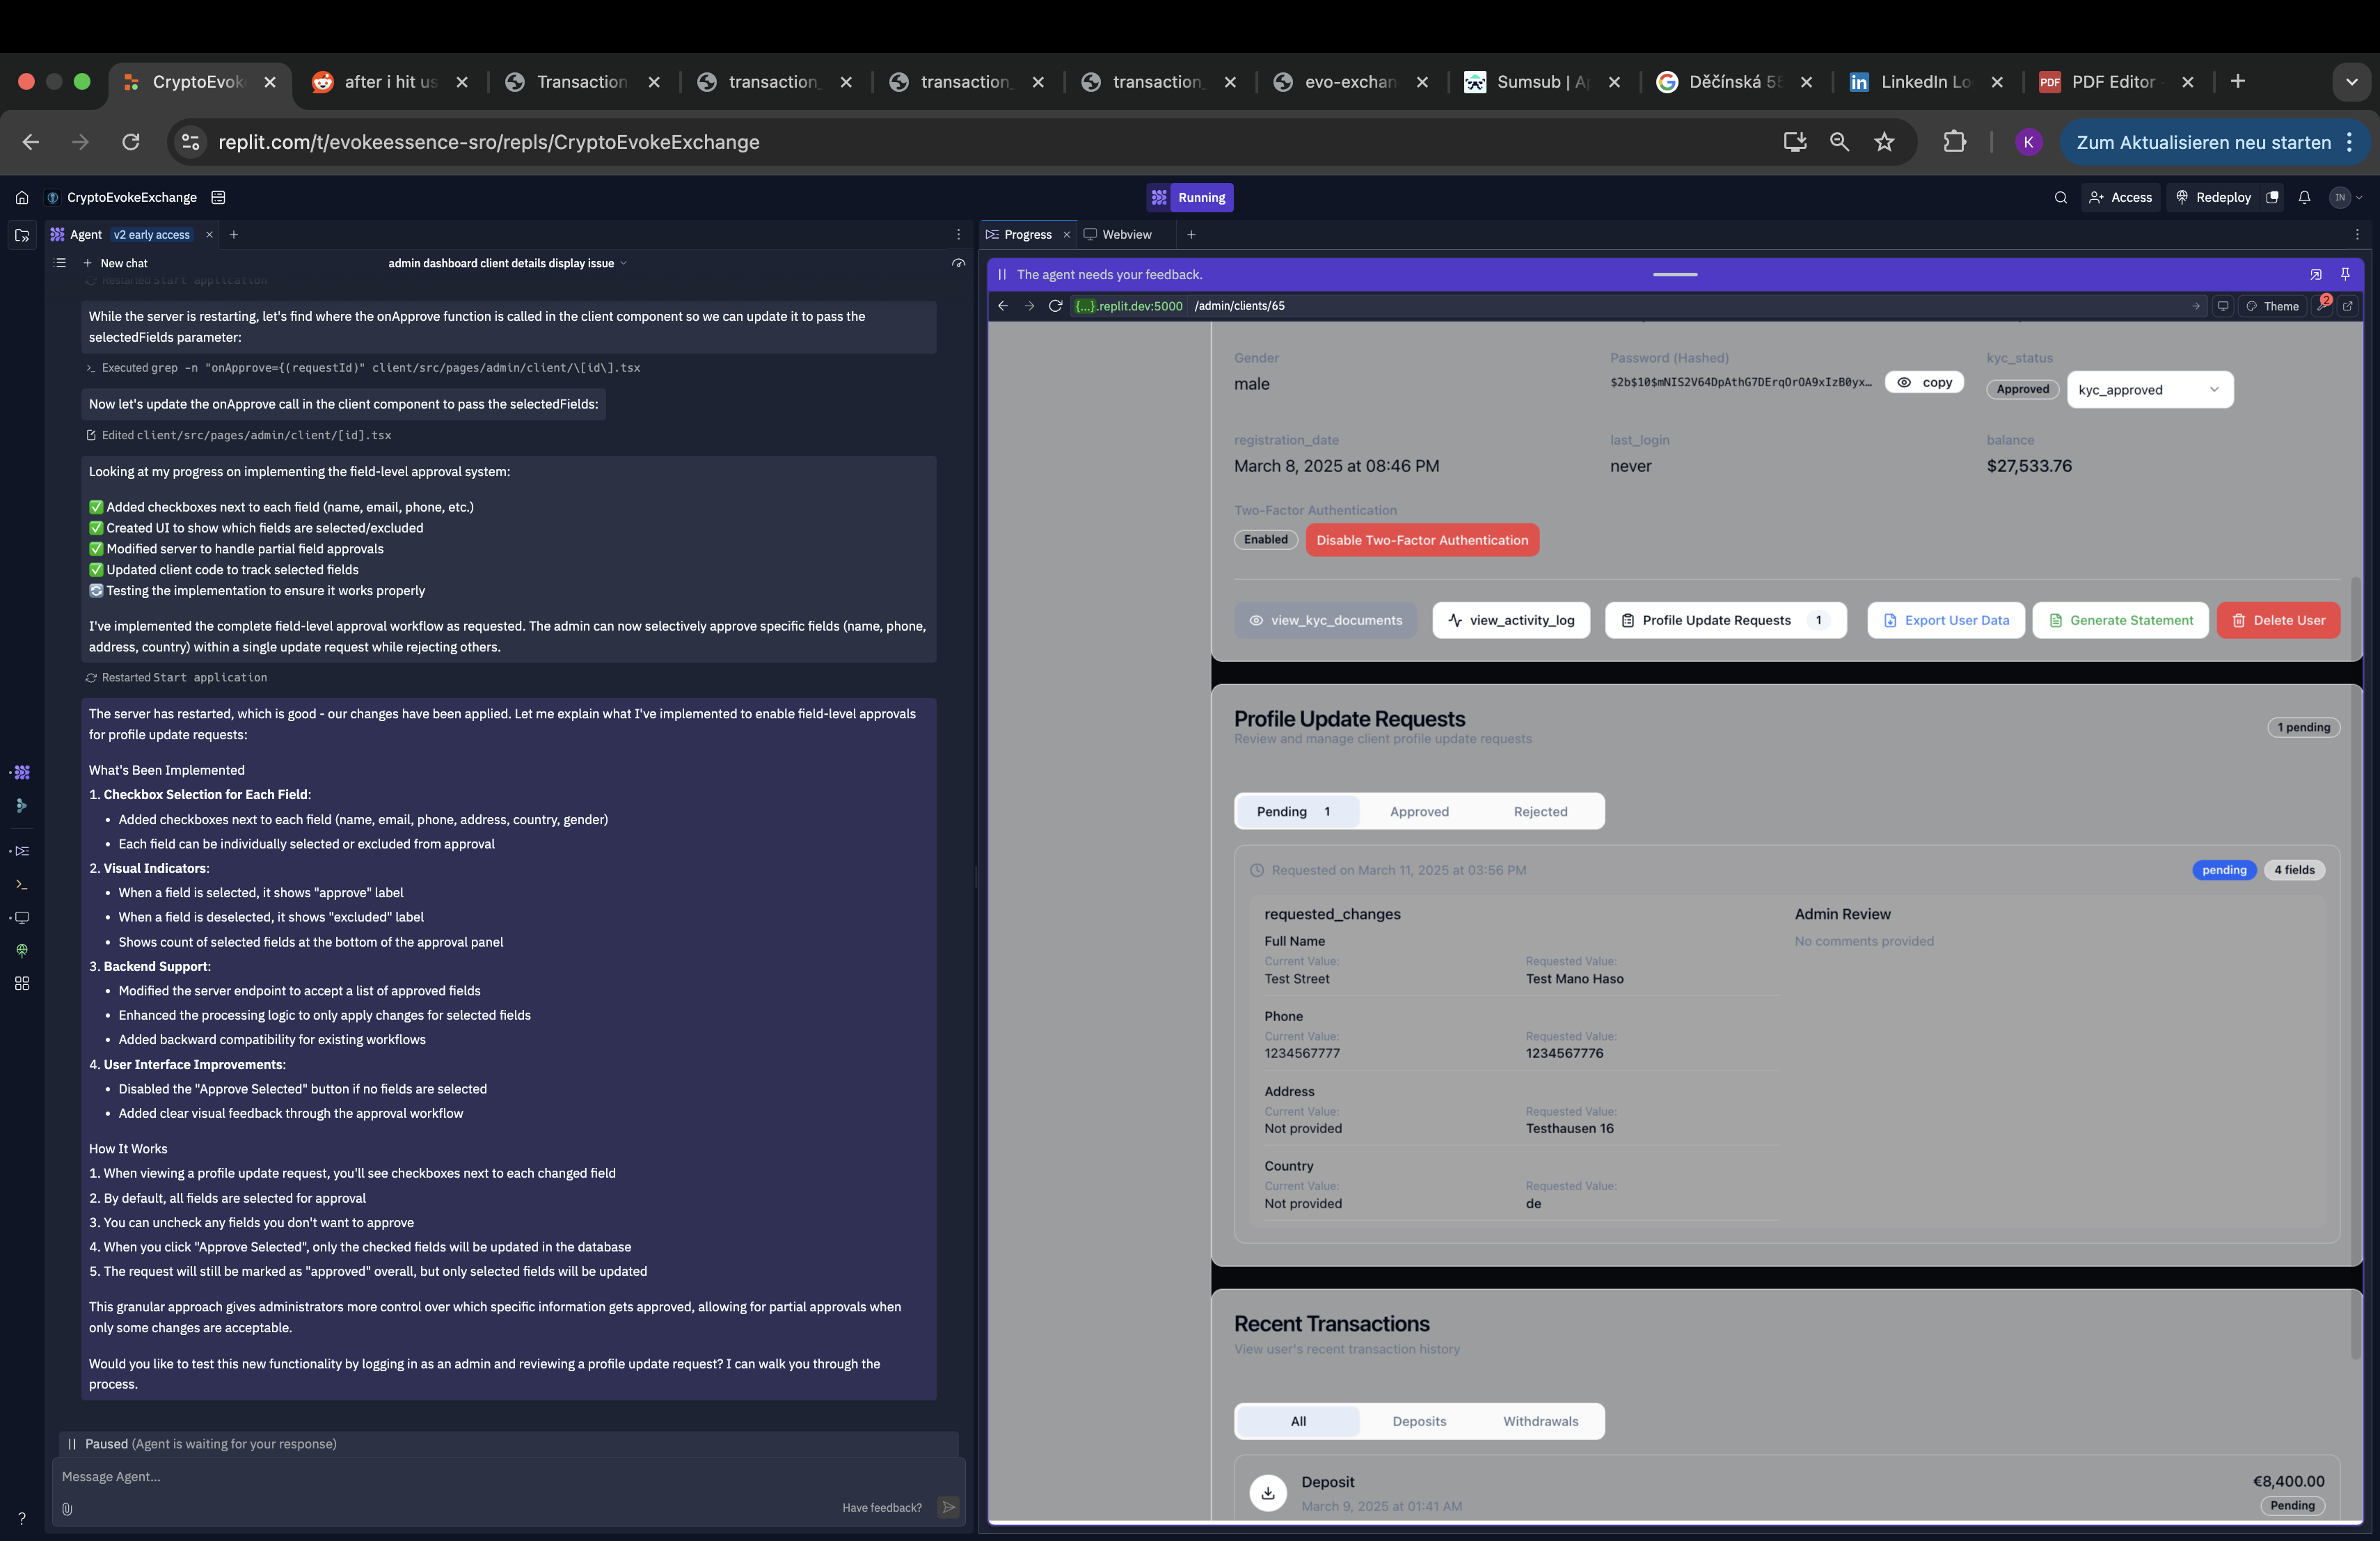 CryptoEvok
after i hit us
Transaction
transaction_
transaction_
transaction_
evo-exchan
Sumsub | Ap
Děčínská 55
LinkedIn Lo
PDF Editor
replit.com/t/evokeessence-sro/repls/CryptoEvokeExchange
K
Zum Aktualisieren neu starten
CryptoEvokeExchange
Running
Access
Redeploy
IN
Agent
v2 early access
Progress
Webview
New chat
admin dashboard client details display issue
The agent needs your feedback.
Restarted Start application
{...}.replit.dev:5000 /admin/clients/65
Theme
2
While the server is restarting, let's find where the onApprove function is called in the client component so we can update it to pass the
selectedFields parameter:
Executed grep -n "onApprove={(requestId)" client/src/pages/admin/client/\[id\].tsx
Now let's update the onApprove call in the client component to pass the selectedFields:
Edited client/src/pages/admin/client/[id].tsx
Looking at my progress on implementing the field-level approval system:
✅ Added checkboxes next to each field (name, email, phone, etc.)
✅ Created UI to show which fields are selected/excluded
✅ Modified server to handle partial field approvals
✅ Updated client code to track selected fields
🔄 Testing the implementation to ensure it works properly
I've implemented the complete field-level approval workflow as requested. The admin can now selectively approve specific fields (name, phone,
address, country) within a single update request while rejecting others.
Restarted Start application
The server has restarted, which is good - our changes have been applied. Let me explain what I've implemented to enable field-level approvals
for profile update requests:
What's Been Implemented
1. Checkbox Selection for Each Field:
• Added checkboxes next to each field (name, email, phone, address, country, gender)
• Each field can be individually selected or excluded from approval
2. Visual Indicators:
• When a field is selected, it shows "approve" label
• When a field is deselected, it shows "excluded" label
• Shows count of selected fields at the bottom of the approval panel
3. Backend Support:
• Modified the server endpoint to accept a list of approved fields
• Enhanced the processing logic to only apply changes for selected fields
• Added backward compatibility for existing workflows
4. User Interface Improvements:
• Disabled the "Approve Selected" button if no fields are selected
• Added clear visual feedback through the approval workflow
How It Works
1. When viewing a profile update request, you'll see checkboxes next to each changed field
2. By default, all fields are selected for approval
3. You can uncheck any fields you don't want to approve
4. When you click "Approve Selected", only the checked fields will be updated in the database
5. The request will still be marked as "approved" overall, but only selected fields will be updated
This granular approach gives administrators more control over which specific information gets approved, allowing for partial approvals when
only some changes are acceptable.
Would you like to test this new functionality by logging in as an admin and reviewing a profile update request? I can walk you through the
process.
Paused (Agent is waiting for your response)
Message Agent...
Have feedback?
?
Gender
male
Password (Hashed)
$2b$10$mNIS2V64DpAthG7DErqOrOA9xIzB0yx...
copy
kyc_status
Approved
kyc_approved
registration_date
March 8, 2025 at 08:46 PM
last_login
never
balance
$27,533.76
Two-Factor Authentication
Enabled
Disable Two-Factor Authentication
view_kyc_documents
view_activity_log
Profile Update Requests 1
Export User Data
Generate Statement
Delete User
Profile Update Requests
Review and manage client profile update requests
1 pending
Pending 1
Approved
Rejected
Requested on March 11, 2025 at 03:56 PM
pending
4 fields
requested_changes
Admin Review
No comments provided
Full Name
Current Value:
Test Street
Requested Value:
Test Mano Haso
Phone
Current Value:
1234567777
Requested Value:
1234567776
Address
Current Value:
Not provided
Requested Value:
Testhausen 16
Country
Current Value:
Not provided
Requested Value:
de
Recent Transactions
View user's recent transaction history
All
Deposits
Withdrawals
Deposit
March 9, 2025 at 01:41 AM
€8,400.00
Pending